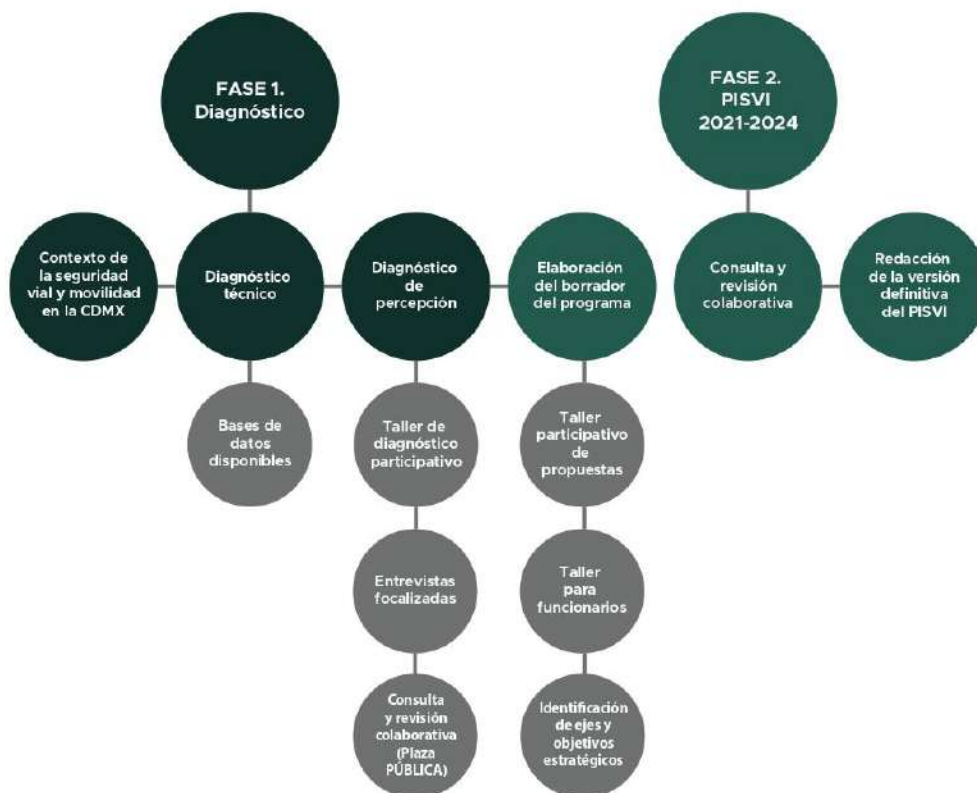 FASE 1.
Diagnóstico
FASE 2.
PISVI
2021-2024
Contexto de
la seguridad
vial y movilidad
en la CDMX
Diagnóstico
técnico
Diagnóstico
de
percepción
Elaboración
del borrador
del programa
Consulta y
revisión
colaborativa
Redacción
de la versión
definitiva
del PISVI
Bases de
datos
disponibles
Taller de
diagnóstico
participativo
Taller
participativo
de
propuestas
Entrevistas
focalizadas
Taller
para
funcionarios
Consulta
y revisión
colaborativa
(Plaza
PÚBLICA)
Identificación
de ejes y
objetivos
estratégicos